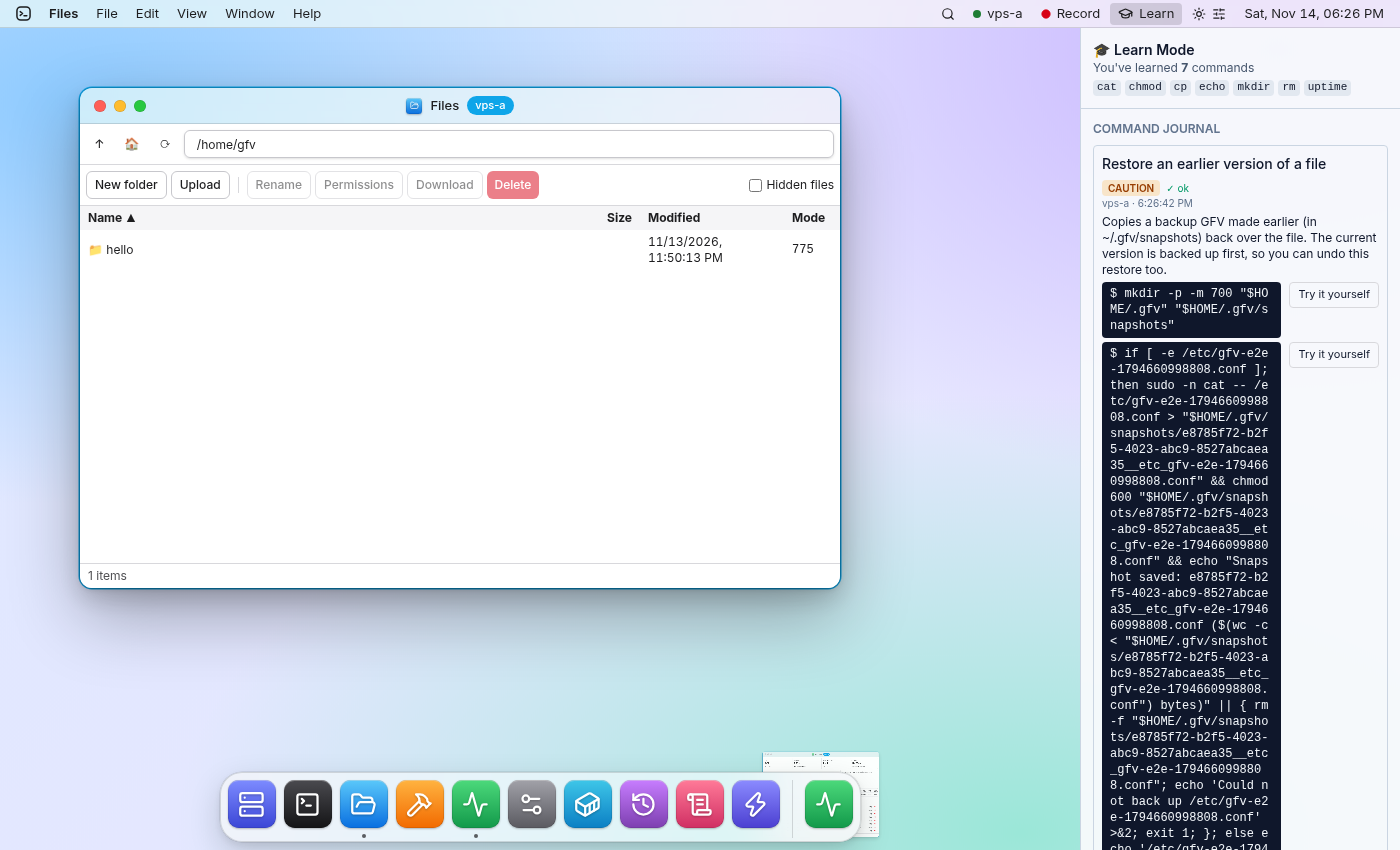 Files File Edit View Window Help
vps-a Record Learn Sat, Nov 14, 06:26 PM
Files vps-a
/home/gfv
New folder Upload Rename Permissions Download Delete Hidden files
Name ▲ Size Modified Mode
hello 11/13/2026, 11:50:13 PM 775
1 items
🎓 Learn Mode
You've learned 7 commands
cat chmod cp echo mkdir rm uptime
COMMAND JOURNAL
Restore an earlier version of a file
CAUTION ✓ ok
vps-a · 6:26:42 PM
Copies a backup GFV made earlier (in
~/.gfv/snapshots) back over the file. The current
version is backed up first, so you can undo this
restore too.
$ mkdir -p -m 700 "$HO
ME/.gfv" "$HOME/.gfv/s
napshots"
Try it yourself
$ if [ -e /etc/gfv-e2e
-1794660998808.conf ];
then sudo -n cat -- /e
tc/gfv-e2e-17946609988
08.conf > "$HOME/.gfv/
snapshots/e8785f72-b2f
5-4023-abc9-8527abcaea
35__etc_gfv-e2e-179466
0998808.conf" && chmod
600 "$HOME/.gfv/snapsh
ots/e8785f72-b2f5-4023
-abc9-8527abcaea35__et
c_gfv-e2e-179466099880
8.conf" && echo "Snaps
hot saved: e8785f72-b2
f5-4023-abc9-8527abcae
a35__etc_gfv-e2e-17946
60998808.conf ($(wc -c
< "$HOME/.gfv/snapshot
s/e8785f72-b2f5-4023-a
bc9-8527abcaea35__etc_
gfv-e2e-1794660998808.
conf") bytes)" || { rm
-f "$HOME/.gfv/snapsho
ts/e8785f72-b2f5-4023-
abc9-8527abcaea35__etc
_gfv-e2e-179466099880
8.conf"; echo 'Could n
ot back up /etc/gfv-e2
e-1794660998808.conf'
>&2; exit 1; }; else e
cho '/etc/gfv-e2e-1794
Try it yourself